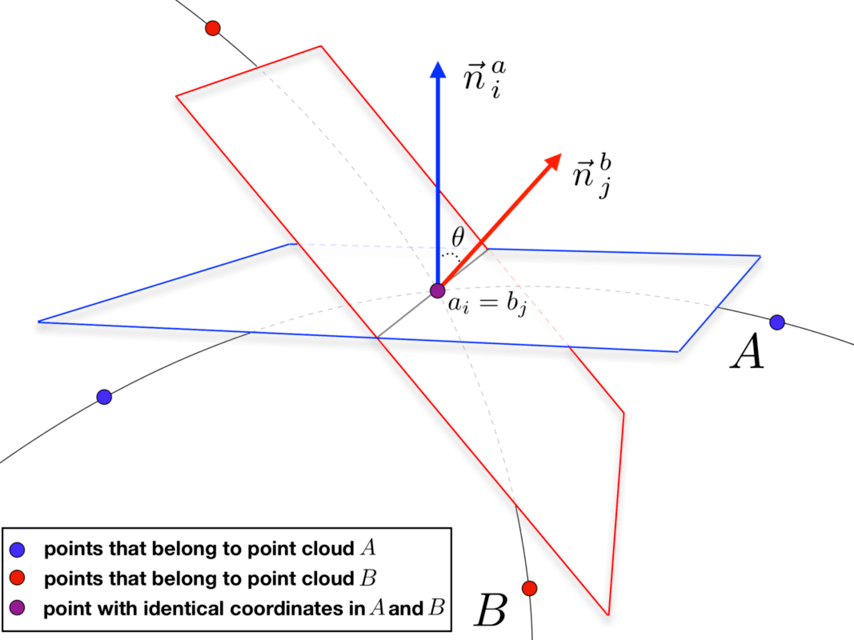 n⃗ᵢᵃ
n⃗ⱼᵇ
θ
aᵢ = bⱼ
A
B
points that belong to point cloud A
points that belong to point cloud B
point with identical coordinates in A and B